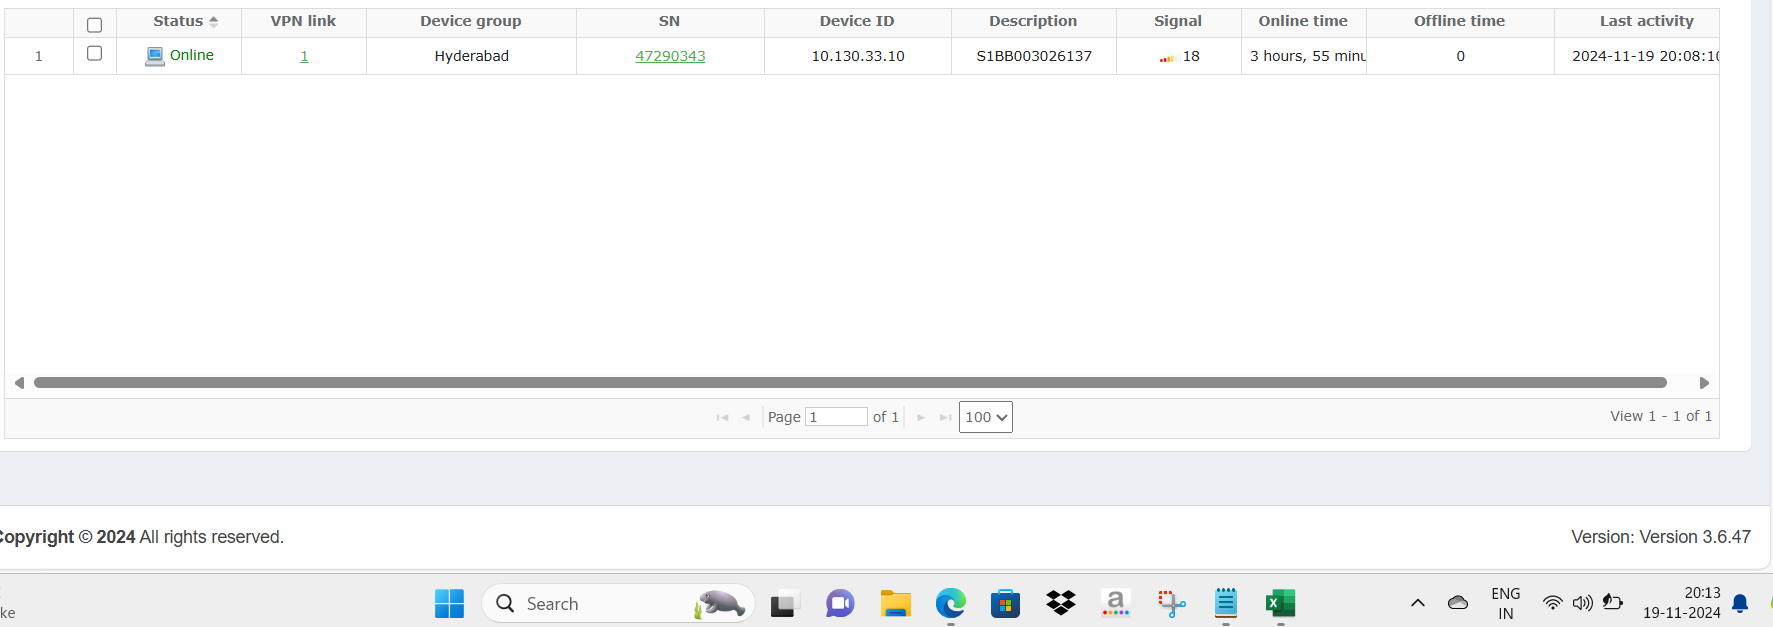 Status VPN link Device group SN Device ID Description Signal Online time Offline time Last activity
1 Online 1 Hyderabad 47290343 10.130.33.10 S1BB003026137 18 3 hours, 55 minu 0 2024-11-19 20:08:10
Page 1 of 1 100 View 1 - 1 of 1
Copyright © 2024 All rights reserved. Version: Version 3.6.47
ke Search a X ENG 20:13
IN 19-11-2024